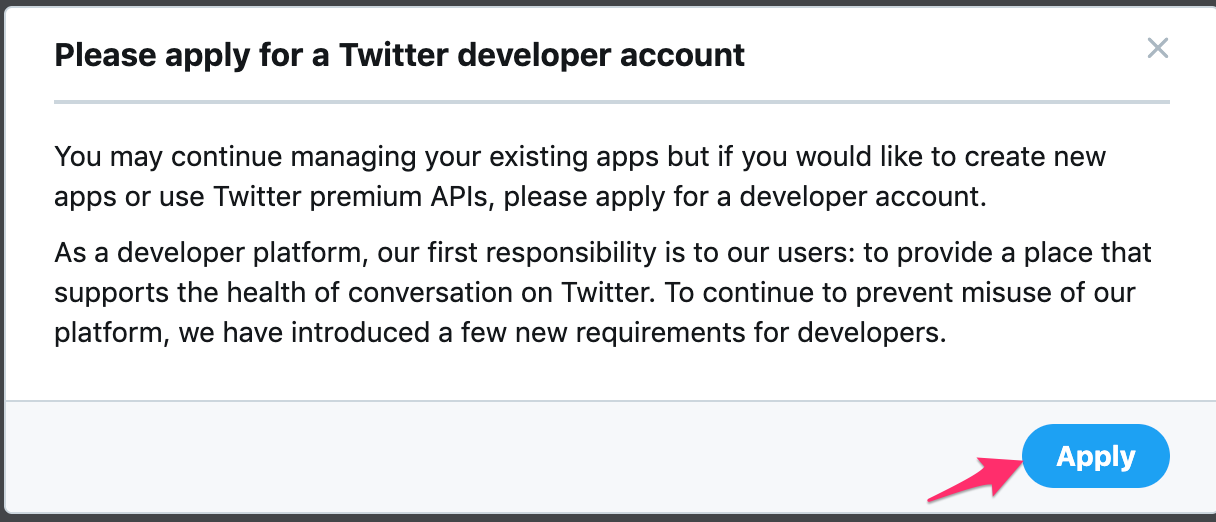 Please apply for a Twitter developer account
You may continue managing your existing apps but if you would like to create new
apps or use Twitter premium APIs, please apply for a developer account.
As a developer platform, our first responsibility is to our users: to provide a place that
supports the health of conversation on Twitter. To continue to prevent misuse of our
platform, we have introduced a few new requirements for developers.
Apply